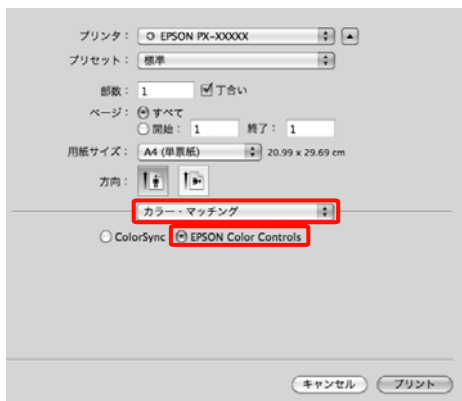 プリンタ： EPSON PX-XXXXX
プリセット： 標準
部数： 1 丁合い
ページ： すべて
開始： 1 終了： 1
用紙サイズ： A4 (単票紙) 20.99 x 29.69 cm
方向：
カラー・マッチング
ColorSync EPSON Color Controls
キャンセル プリント